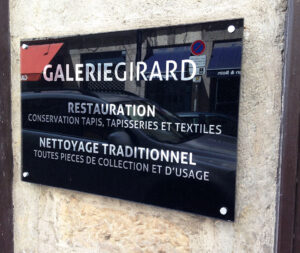 GALERIEGIRARD
RESTAURATION
CONSERVATION TAPIS, TAPISSERIES ET TEXTILES
NETTOYAGE TRADITIONNEL
TOUTES PIECES DE COLLECTION ET D'USAGE